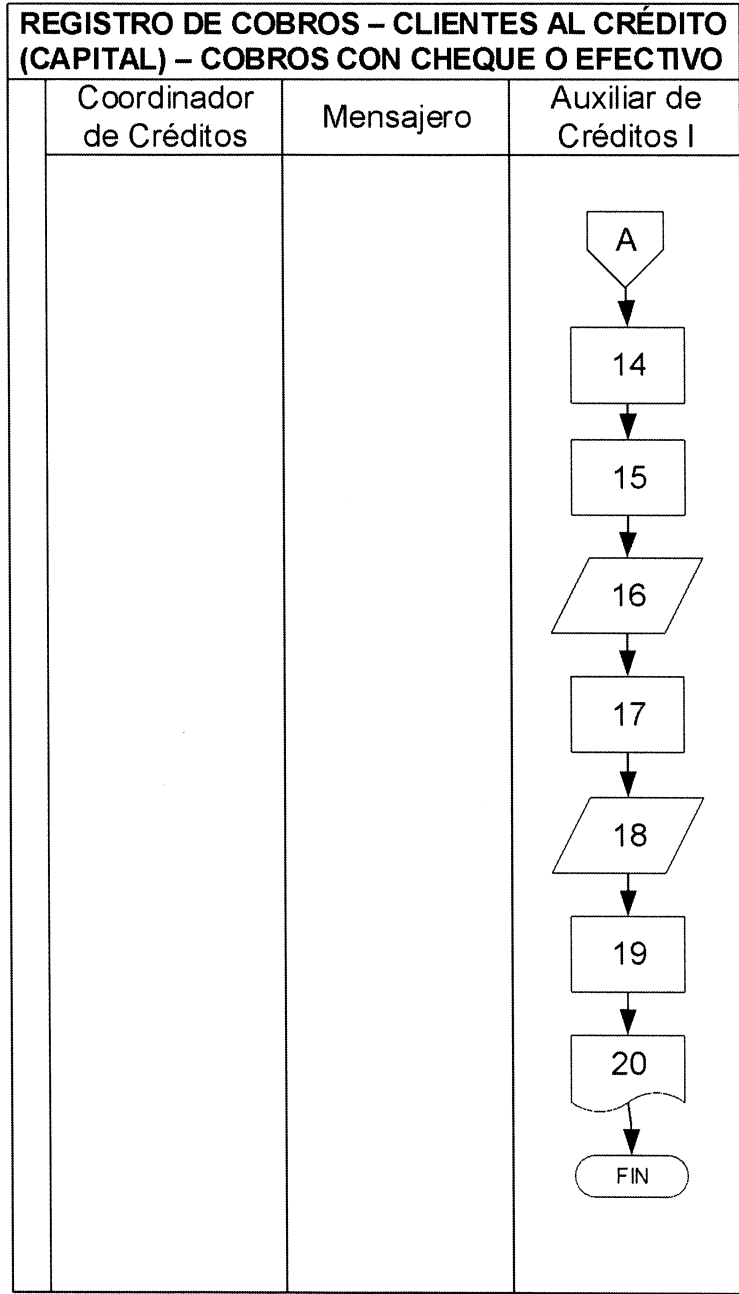 REGISTRO DE COBROS – CLIENTES AL CRÉDITO
(CAPITAL) – COBROS CON CHEQUE O EFECTIVO
Coordinador
de Créditos
Mensajero
Auxiliar de
Créditos I
A
14
15
16
17
18
19
20
FIN